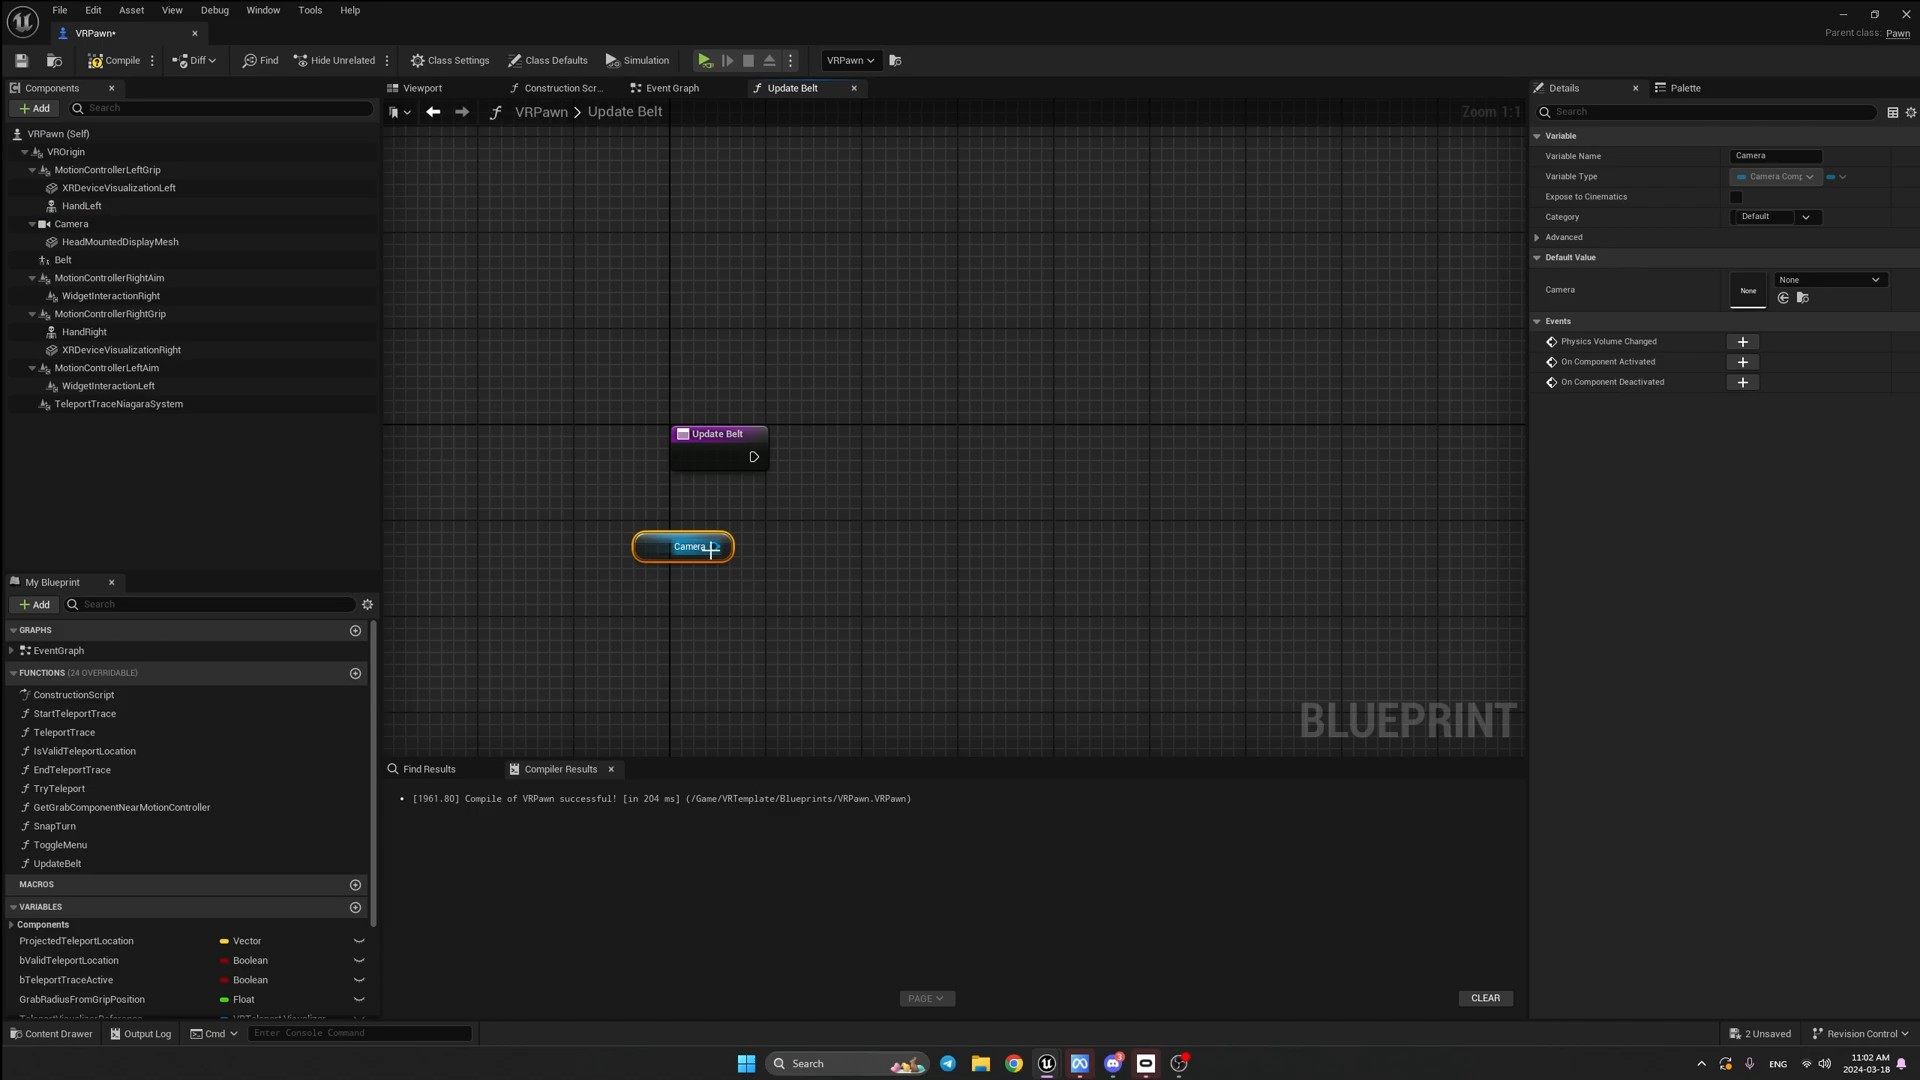 File Edit Asset View Debug Window Tools Help
VRPawn*
Parent class: Pawn
Compile Diff Find Hide Unrelated Class Settings Class Defaults Simulation VRPawn
Components
Add Search
VRPawn (Self)
VROrigin
MotionControllerLeftGrip
XRDeviceVisualizationLeft
HandLeft
Camera
HeadMountedDisplayMesh
Belt
MotionControllerRightAim
WidgetInteractionRight
MotionControllerRightGrip
HandRight
XRDeviceVisualizationRight
MotionControllerLeftAim
WidgetInteractionLeft
TeleportTraceNiagaraSystem
My Blueprint
Add Search
GRAPHS
EventGraph
FUNCTIONS (24 OVERRIDABLE)
ConstructionScript
StartTeleportTrace
TeleportTrace
IsValidTeleportLocation
EndTeleportTrace
TryTeleport
GetGrabComponentNearMotionController
SnapTurn
ToggleMenu
UpdateBelt
MACROS
VARIABLES
Components
ProjectedTeleportLocation Vector
bValidTeleportLocation Boolean
bTeleportTraceActive Boolean
GrabRadiusFromGripPosition Float
Viewport Construction Scr... Event Graph Update Belt
VRPawn > Update Belt
Zoom 1:1
Update Belt
Camera
BLUEPRINT
Find Results Compiler Results
[1961.80] Compile of VRPawn successful! [in 204 ms] (/Game/VRTemplate/Blueprints/VRPawn.VRPawn)
PAGE
CLEAR
Details Palette
Search
Variable
Variable Name Camera
Variable Type Camera Comp
Expose to Cinematics
Category Default
Advanced
Default Value
Camera None None
Events
Physics Volume Changed
On Component Activated
On Component Deactivated
Content Drawer Output Log Cmd Enter Console Command
2 Unsaved Revision Control
Search
3
ENG
11:02 AM
2024-03-18